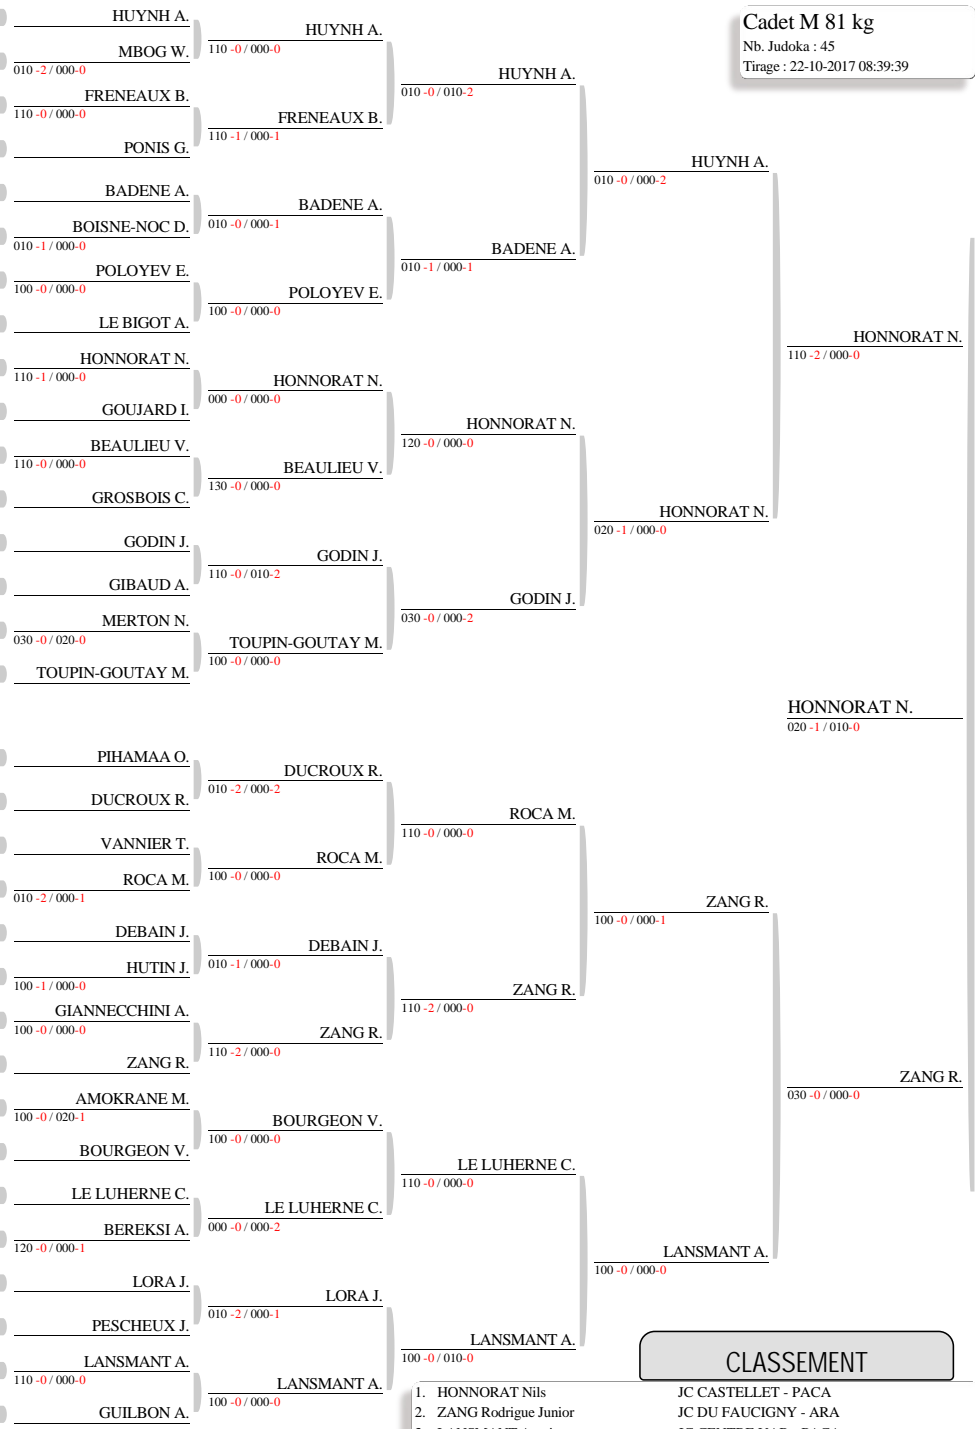 Cadet M 81 kg
Nb. Judoka : 45
Tirage : 22-10-2017 08:39:39
HUYNH A.
MBOG W.
010 -2 / 000-0
FRENEAUX B.
110 -0 / 000-0
PONIS G.
BADENE A.
BOISNE-NOC D.
010 -1 / 000-0
POLOYEV E.
100 -0 / 000-0
LE BIGOT A.
HONNORAT N.
110 -1 / 000-0
GOUJARD I.
BEAULIEU V.
110 -0 / 000-0
GROSBOIS C.
GODIN J.
GIBAUD A.
MERTON N.
030 -0 / 020-0
TOUPIN-GOUTAY M.
PIHAMAA O.
DUCROUX R.
VANNIER T.
ROCA M.
010 -2 / 000-1
DEBAIN J.
HUTIN J.
100 -1 / 000-0
GIANNECCHINI A.
100 -0 / 000-0
ZANG R.
AMOKRANE M.
100 -0 / 020-1
BOURGEON V.
LE LUHERNE C.
BEREKSI A.
120 -0 / 000-1
LORA J.
PESCHEUX J.
LANSMANT A.
110 -0 / 000-0
GUILBON A.
HUYNH A.
110 -0 / 000-0
FRENEAUX B.
110 -1 / 000-1
BADENE A.
010 -0 / 000-1
POLOYEV E.
100 -0 / 000-0
HONNORAT N.
000 -0 / 000-0
BEAULIEU V.
130 -0 / 000-0
GODIN J.
110 -0 / 010-2
TOUPIN-GOUTAY M.
100 -0 / 000-0
DUCROUX R.
010 -2 / 000-2
ROCA M.
100 -0 / 000-0
DEBAIN J.
010 -1 / 000-0
ZANG R.
110 -2 / 000-0
BOURGEON V.
100 -0 / 000-0
LE LUHERNE C.
000 -0 / 000-2
LORA J.
010 -2 / 000-1
LANSMANT A.
100 -0 / 000-0
HUYNH A.
010 -0 / 010-2
BADENE A.
010 -1 / 000-1
HONNORAT N.
120 -0 / 000-0
GODIN J.
030 -0 / 000-2
ROCA M.
110 -0 / 000-0
ZANG R.
110 -2 / 000-0
LE LUHERNE C.
110 -0 / 000-0
LANSMANT A.
100 -0 / 010-0
HUYNH A.
010 -0 / 000-2
HONNORAT N.
020 -1 / 000-0
ZANG R.
100 -0 / 000-1
LANSMANT A.
100 -0 / 000-0
HONNORAT N.
110 -2 / 000-0
HONNORAT N.
020 -1 / 010-0
ZANG R.
030 -0 / 000-0
CLASSEMENT
1. HONNORAT Nils JC CASTELLET - PACA
2. ZANG Rodrigue Junior JC DU FAUCIGNY - ARA